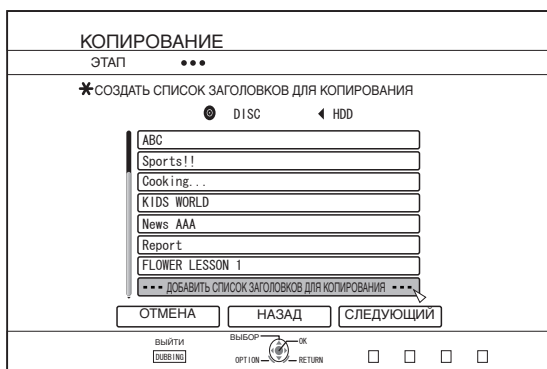 КОПИРОВАНИЕ
ЭТАП
СОЗДАТЬ СПИСОК ЗАГОЛОВКОВ ДЛЯ КОПИРОВАНИЯ
DISC HDD
ABC
Sports!!
Cooking...
KIDS WORLD
News AAA
Report
FLOWER LESSON 1
--- ДОБАВИТЬ СПИСОК ЗАГОЛОВКОВ ДЛЯ КОПИРОВАНИЯ ---
ОТМЕНА НАЗАД СЛЕДУЮЩИЙ
ВЫЙТИ ВЫБОР OK
DUBBING OPTION RETURN